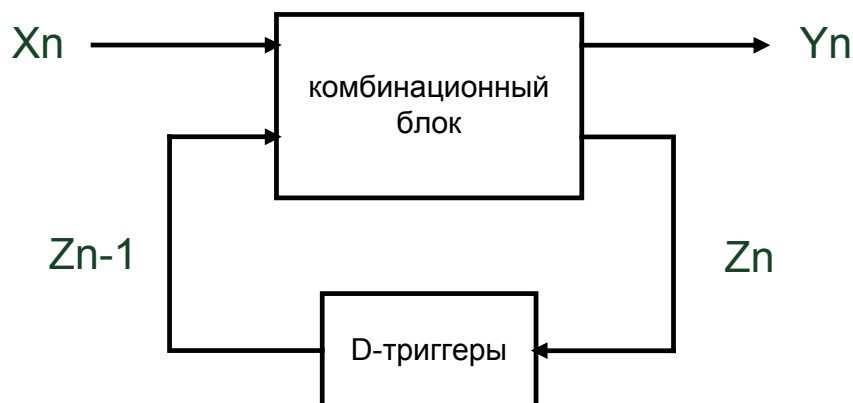 Xn
Yn
комбинационный
блок
Zn-1
Zn
D-триггеры